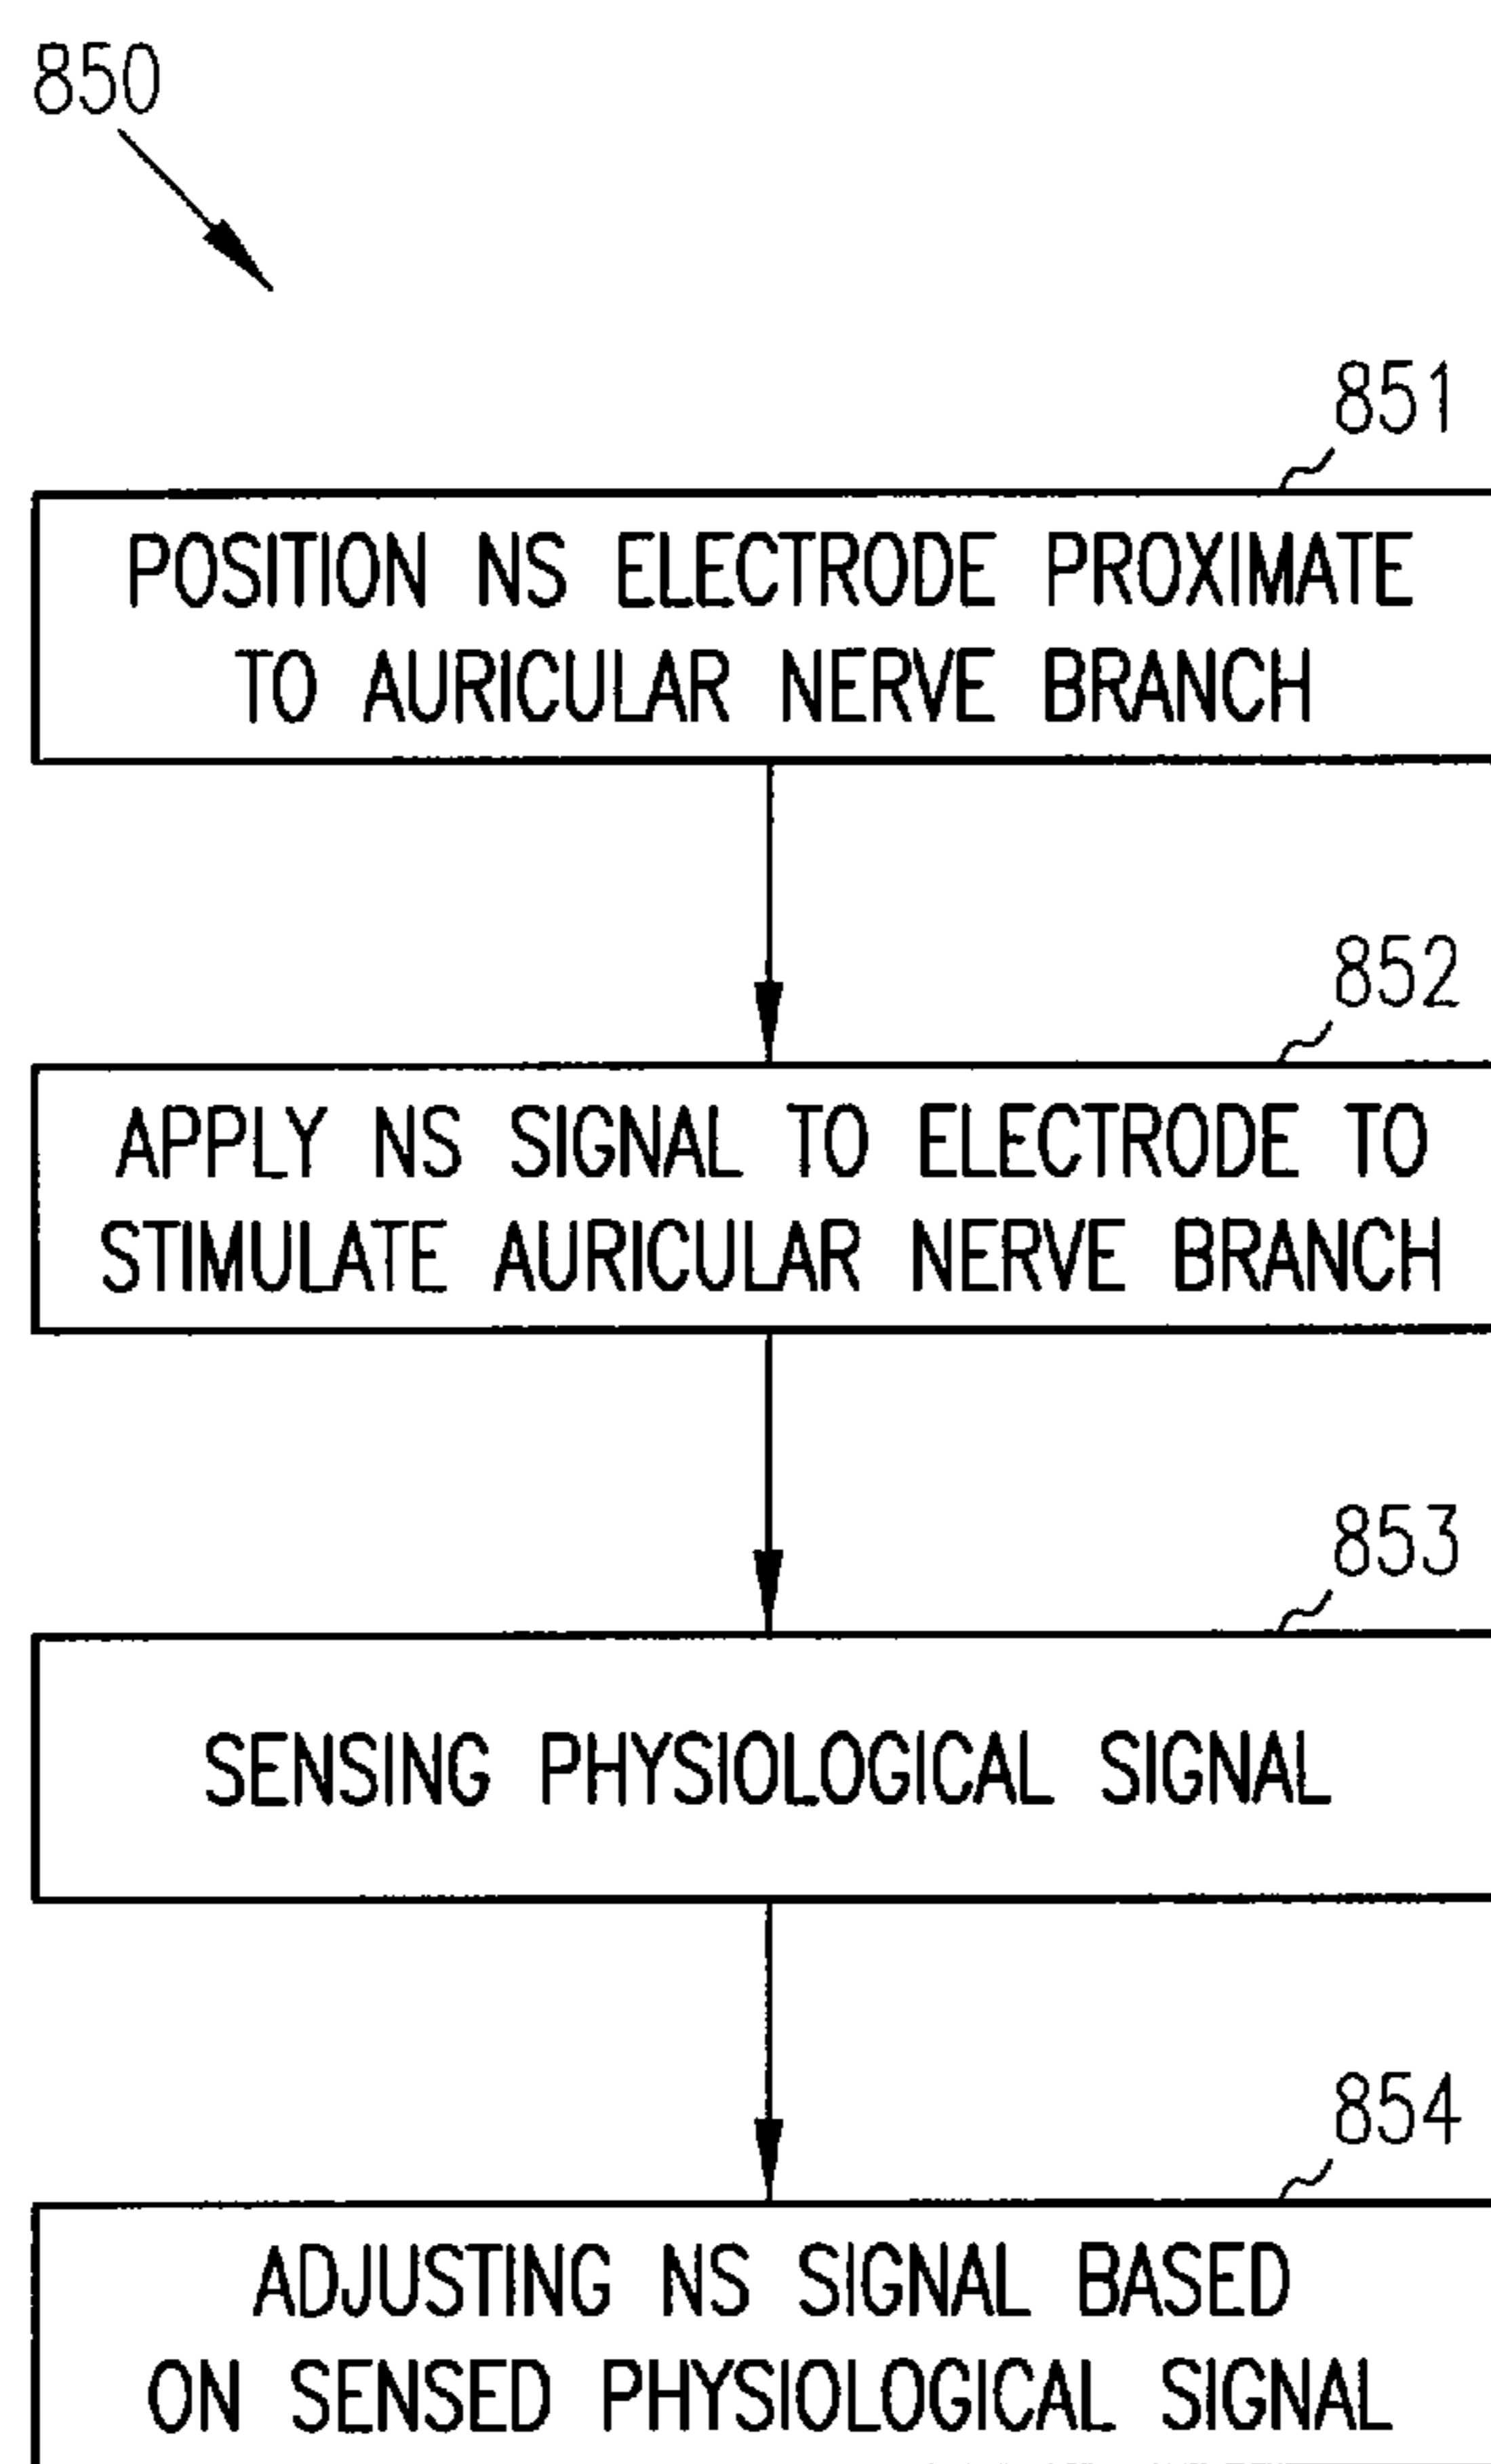 850
851
POSITION NS ELECTRODE PROXIMATE
TO AURICULAR NERVE BRANCH
852
APPLY NS SIGNAL TO ELECTRODE TO
STIMULATE AURICULAR NERVE BRANCH
853
SENSING PHYSIOLOGICAL SIGNAL
854
ADJUSTING NS SIGNAL BASED
ON SENSED PHYSIOLOGICAL SIGNAL